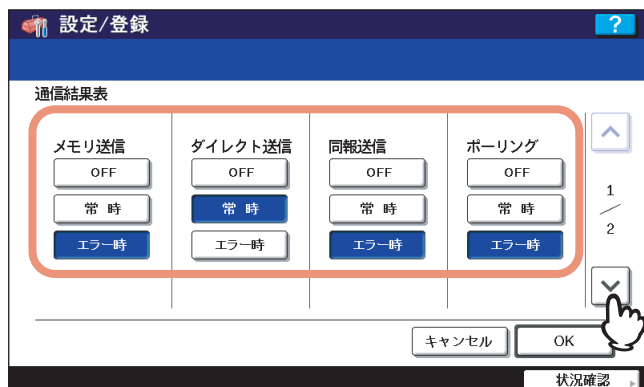 設定/登録 ?
通信結果表
メモリ送信 ダイレクト送信 同報送信 ポーリング
OFF OFF OFF OFF
常 時 常 時 常 時 常 時
エラー時 エラー時 エラー時 エラー時
1
/
2
キャンセル OK
状況確認